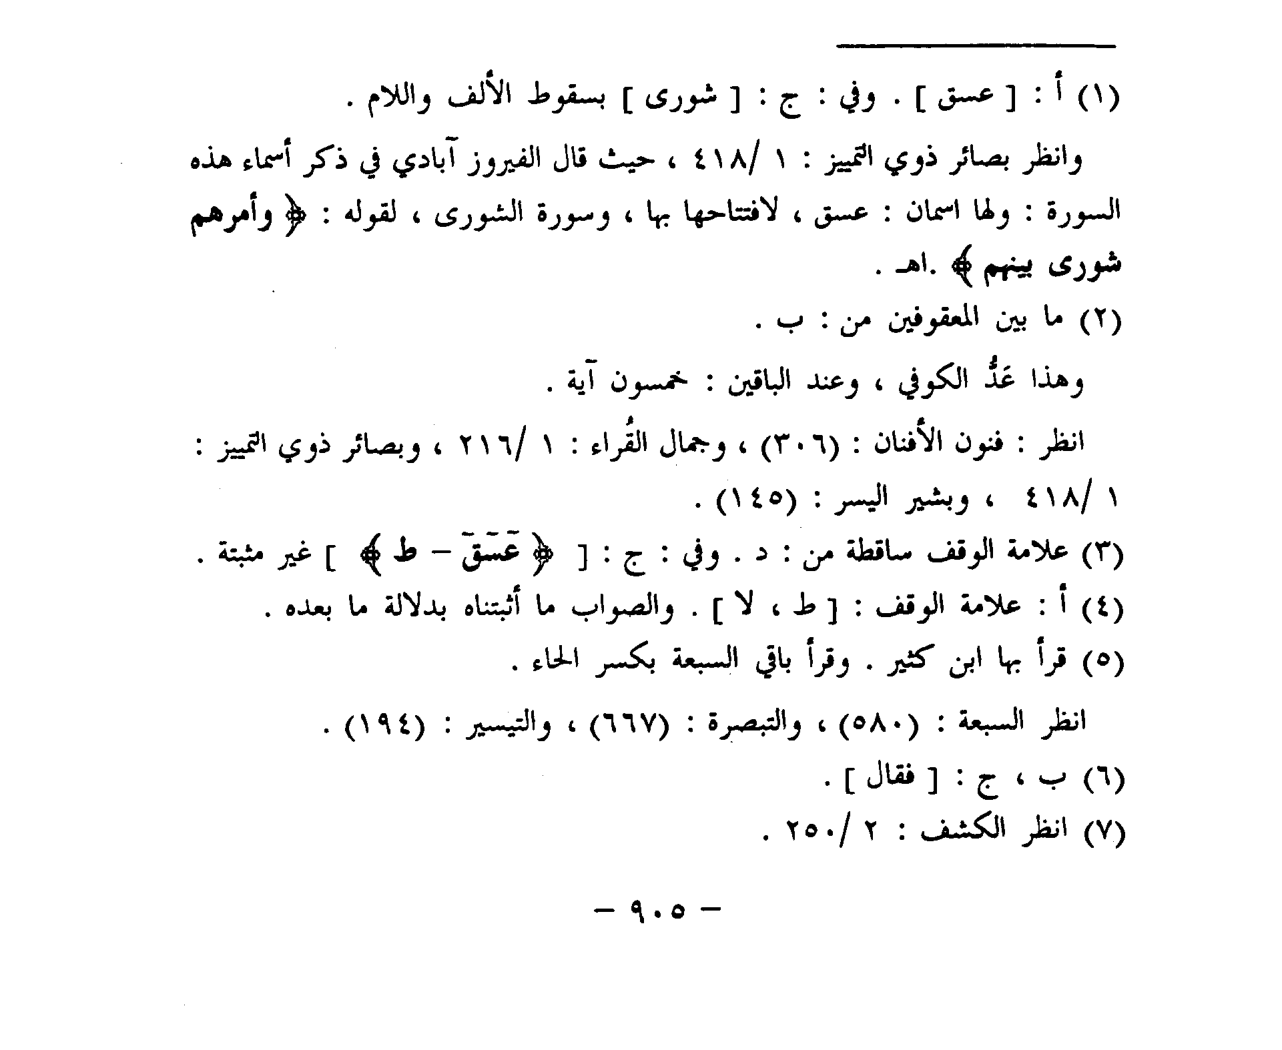 (١) أ : [ عسق ] . وفي : ج : [ شورى ] بسقوط الألف واللام .
وانظر بصائر ذوي التمييز : ١ /٤١٨ ، حيث قال الفيروز آبادي في ذكر أسماء هذه
السورة : ولها اسمان : عسق ، لافتتاحها بها ، وسورة الشورى ، لقوله : ﴿ وأمرهم
شورى بينهم ﴾ .اهـ .
(٢) ما بين المعقوفين من : ب .
وهذا عَدُّ الكوفي ، وعند الباقين : خمسون آية .
انظر : فنون الأفنان : (٣٠٦) ، وجمال القُراء : ١ /٢١٦ ، وبصائر ذوي التمييز :
١ /٤١٨ ، وبشير اليسر : (١٤٥) .
(٣) علامة الوقف ساقطة من : د . وفي : ج : [ ﴿ عٓسٓقٓ – ط ﴾ ] غير مثبتة .
(٤) أ : علامة الوقف : [ ط ، لا ] . والصواب ما أثبتناه بدلالة ما بعده .
(٥) قرأ بها ابن كثير . وقرأ باقي السبعة بكسر الحاء .
انظر السبعة : (٥٨٠) ، والتبصرة : (٦٦٧) ، والتيسير : (١٩٤) .
(٦) ب ، ج : [ فقال ] .
(٧) انظر الكشف : ٢ /٢٥٠ .
– ٩٠٥ –